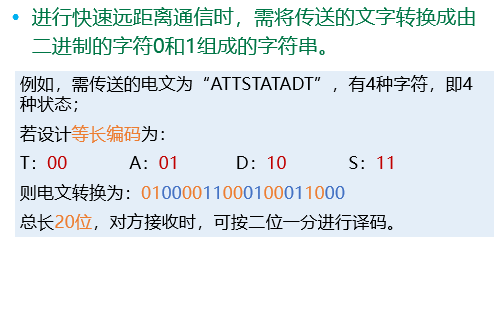 • 进行快速远距离通信时，需将传送的文字转换成由
二进制的字符0和1组成的字符串。
例如，需传送的电文为“ATTSTATADT”，有4种字符，即4
种状态；
若设计等长编码为：
T：00 A：01 D：10 S：11
则电文转换为：01000011000100011000
总长20位，对方接收时，可按二位一分进行译码。